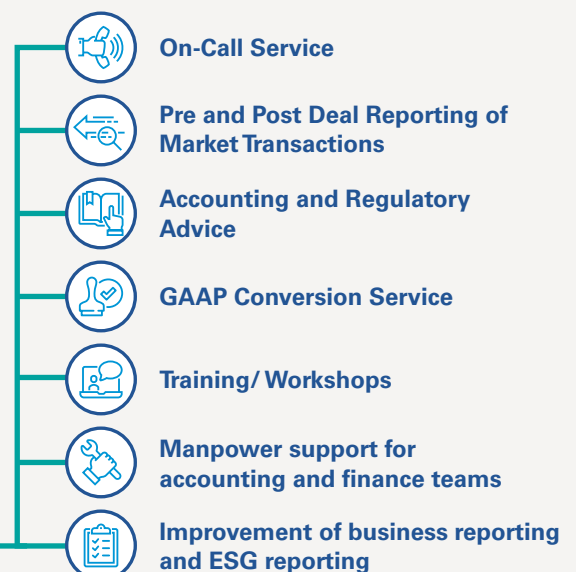 On-Call Service
Pre and Post Deal Reporting of
Market Transactions
Accounting and Regulatory
Advice
GAAP Conversion Service
Training/ Workshops
Manpower support for
accounting and finance teams
Improvement of business reporting
and ESG reporting